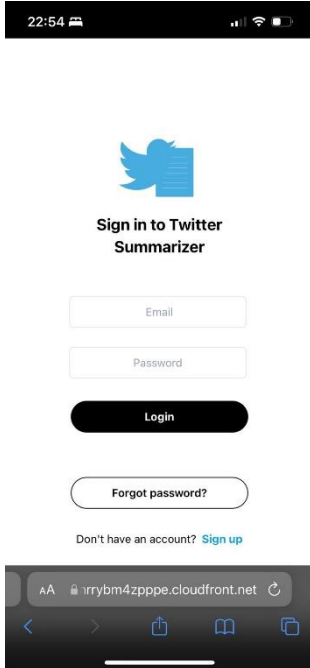 22:54
Sign in to Twitter
Summarizer
Email
Password
Login
Forgot password?
Don't have an account? Sign up
AA rrybm4zpppe.cloudfront.net